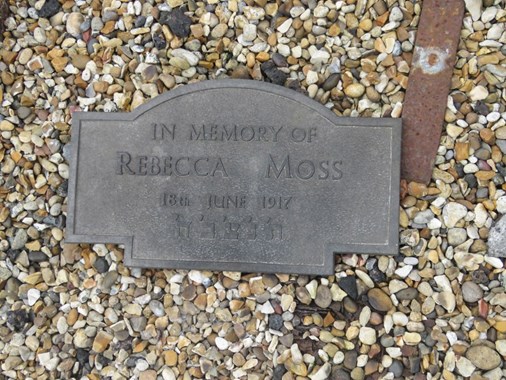 IN MEMORY OF
REBECCA MOSS
18th JUNE 1917